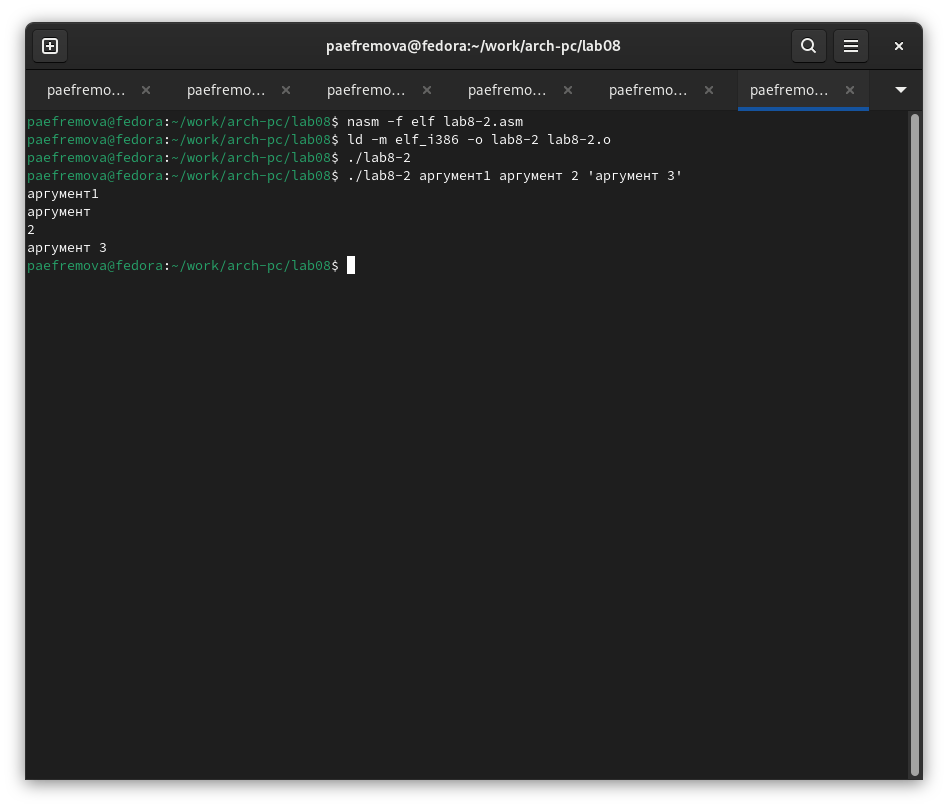 paefremova@fedora:~/work/arch-pc/lab08
paefremo... paefremo... paefremo... paefremo... paefremo... paefremo...
paefremova@fedora:~/work/arch-pc/lab08$ nasm -f elf lab8-2.asm
paefremova@fedora:~/work/arch-pc/lab08$ ld -m elf_i386 -o lab8-2 lab8-2.o
paefremova@fedora:~/work/arch-pc/lab08$ ./lab8-2
paefremova@fedora:~/work/arch-pc/lab08$ ./lab8-2 аргумент1 аргумент 2 'аргумент 3'
аргумент1
аргумент
2
аргумент 3
paefremova@fedora:~/work/arch-pc/lab08$